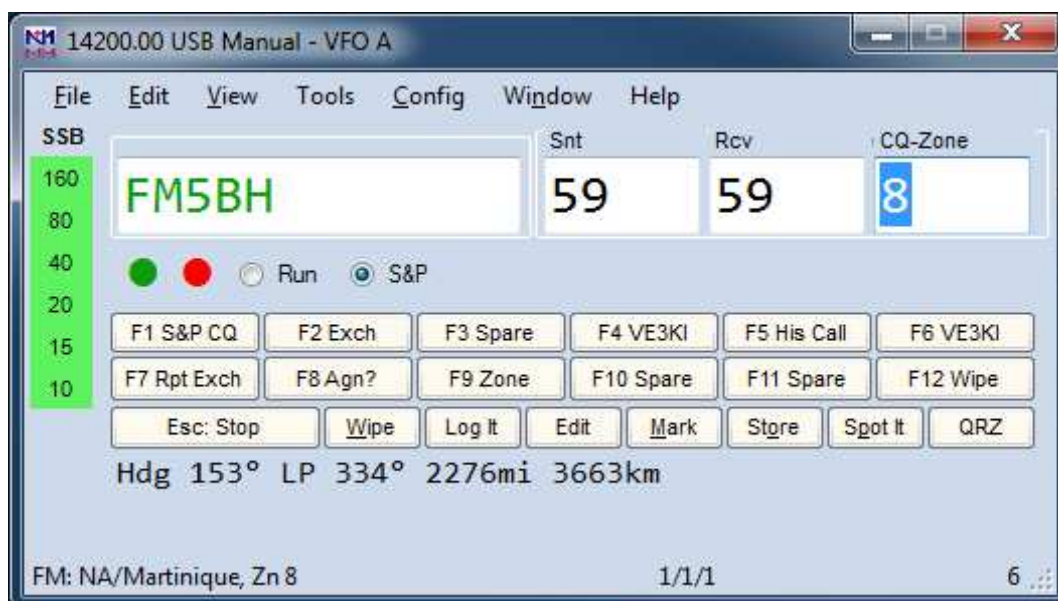 14200.00 USB Manual - VFO A
File Edit View Tools Config Window Help
SSB Snt Rcv CQ-Zone
160
80
FM5BH 59 59 8
40
Run S&P
20
F1 S&P CQ F2 Exch F3 Spare F4 VE3KI F5 His Call F6 VE3KI
15
F7 Rpt Exch F8 Agn? F9 Zone F10 Spare F11 Spare F12 Wipe
10
Esc: Stop Wipe Log It Edit Mark Store Spot It QRZ
Hdg 153° LP 334° 2276mi 3663km
FM: NA/Martinique, Zn 8 1/1/1 6